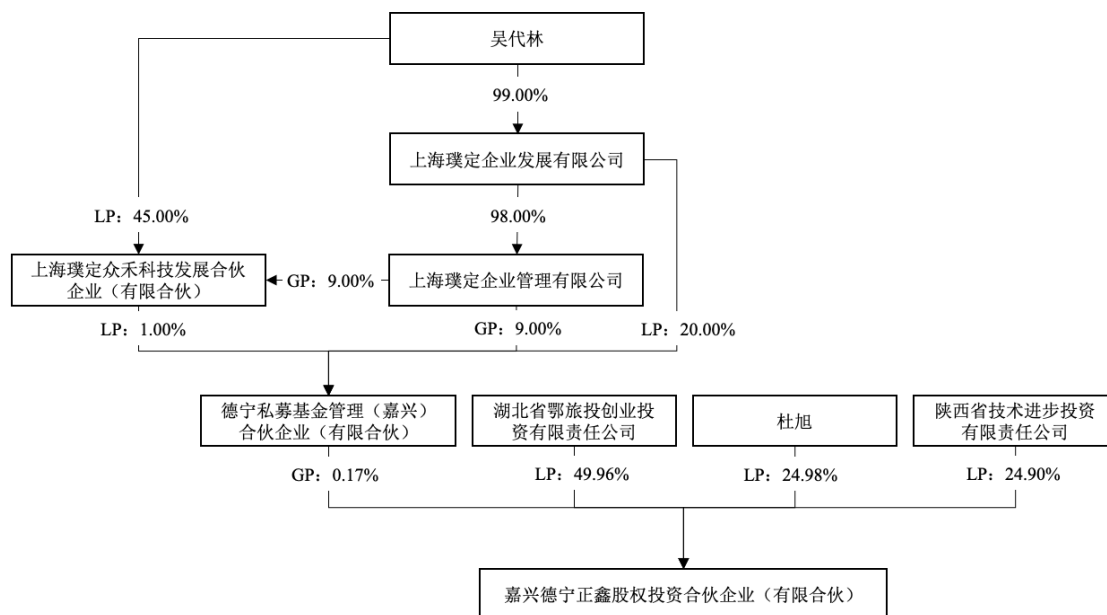 吴代林
99.00%
上海璞定企业发展有限公司
LP：45.00%
98.00%
上海璞定众禾科技发展合伙
企业（有限合伙）
GP：9.00%
上海璞定企业管理有限公司
LP：1.00%
GP：9.00%
LP：20.00%
德宁私募基金管理（嘉兴）
合伙企业（有限合伙）
湖北省鄂旅投创业投
资有限责任公司
杜旭
陕西省技术进步投资
有限责任公司
GP：0.17%
LP：49.96%
LP：24.98%
LP：24.90%
嘉兴德宁正鑫股权投资合伙企业（有限合伙）